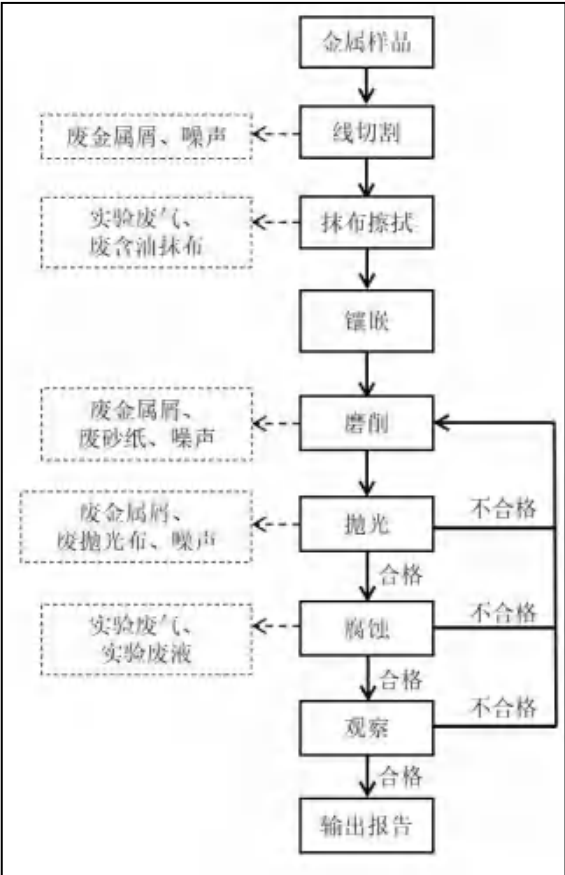 金属样品
废金属屑、噪声
线切割
实验废气、
废含油抹布
抹布擦拭
镶嵌
废金属屑、
废砂纸、噪声
磨削
废金属屑、
废抛光布、噪声
抛光
不合格
合格
实验废气、
实验废液
腐蚀
不合格
合格
观察
不合格
合格
输出报告